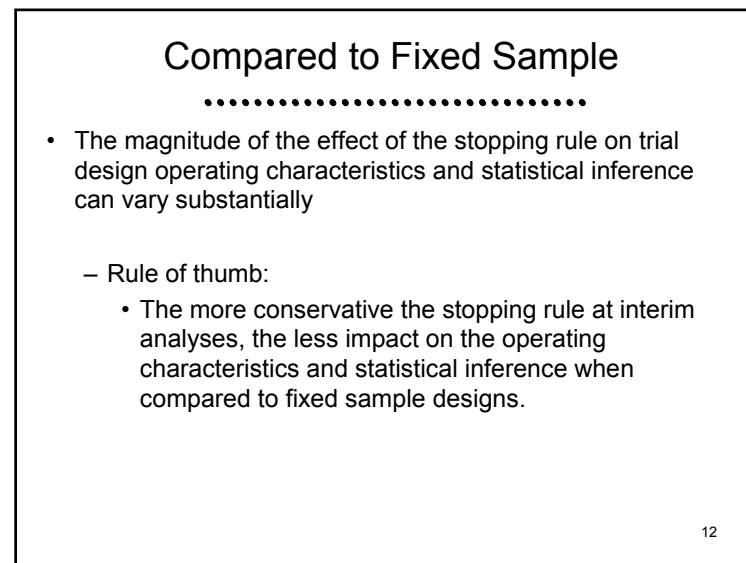 Compared to Fixed Sample
• The magnitude of the effect of the stopping rule on trial
design operating characteristics and statistical inference
can vary substantially
– Rule of thumb:
• The more conservative the stopping rule at interim
analyses, the less impact on the operating
characteristics and statistical inference when
compared to fixed sample designs.
12